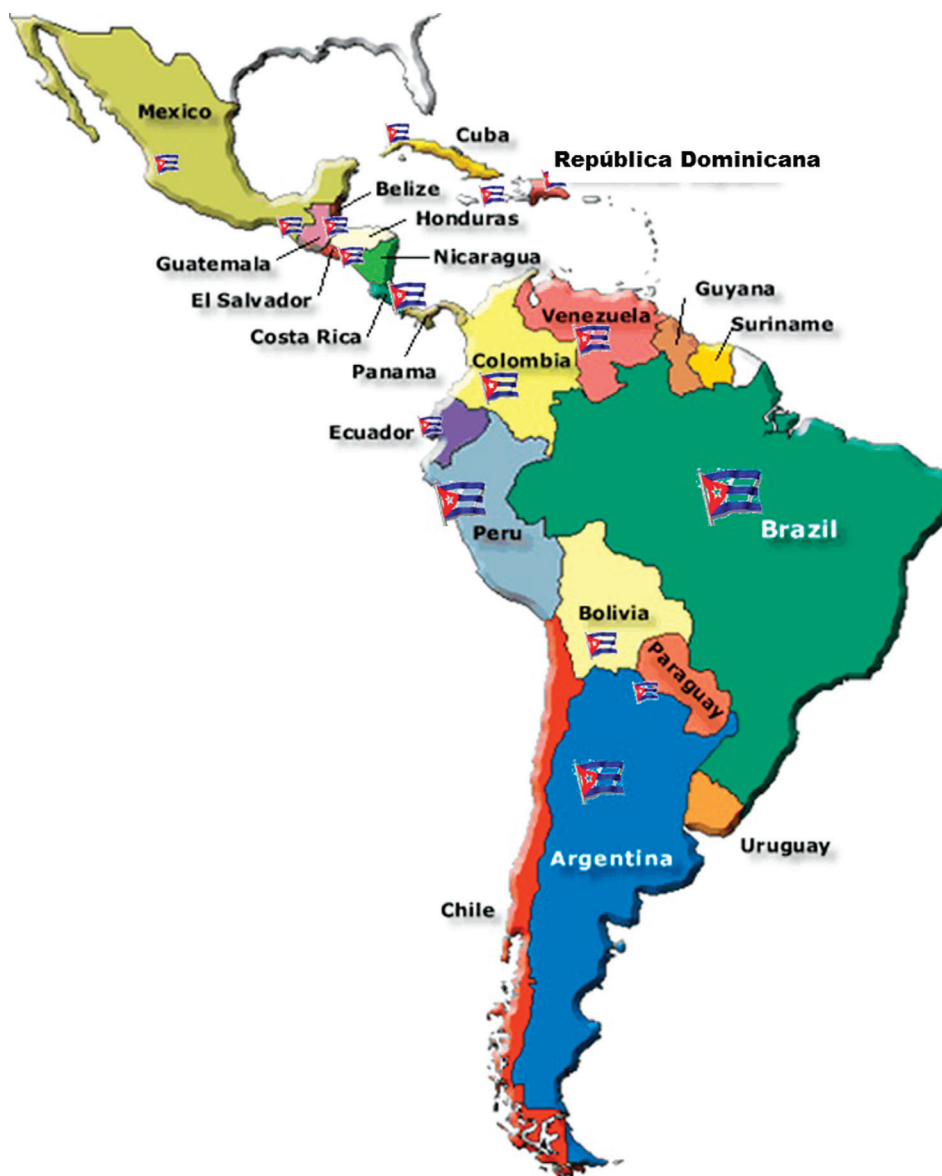 Mexico
Cuba
República Dominicana
Belize
Honduras
Guatemala
Nicaragua
El Salvador
Costa Rica
Panama
Venezuela
Guyana
Suriname
Colombia
Ecuador
Peru
Brazil
Bolivia
Paraguay
Argentina
Uruguay
Chile